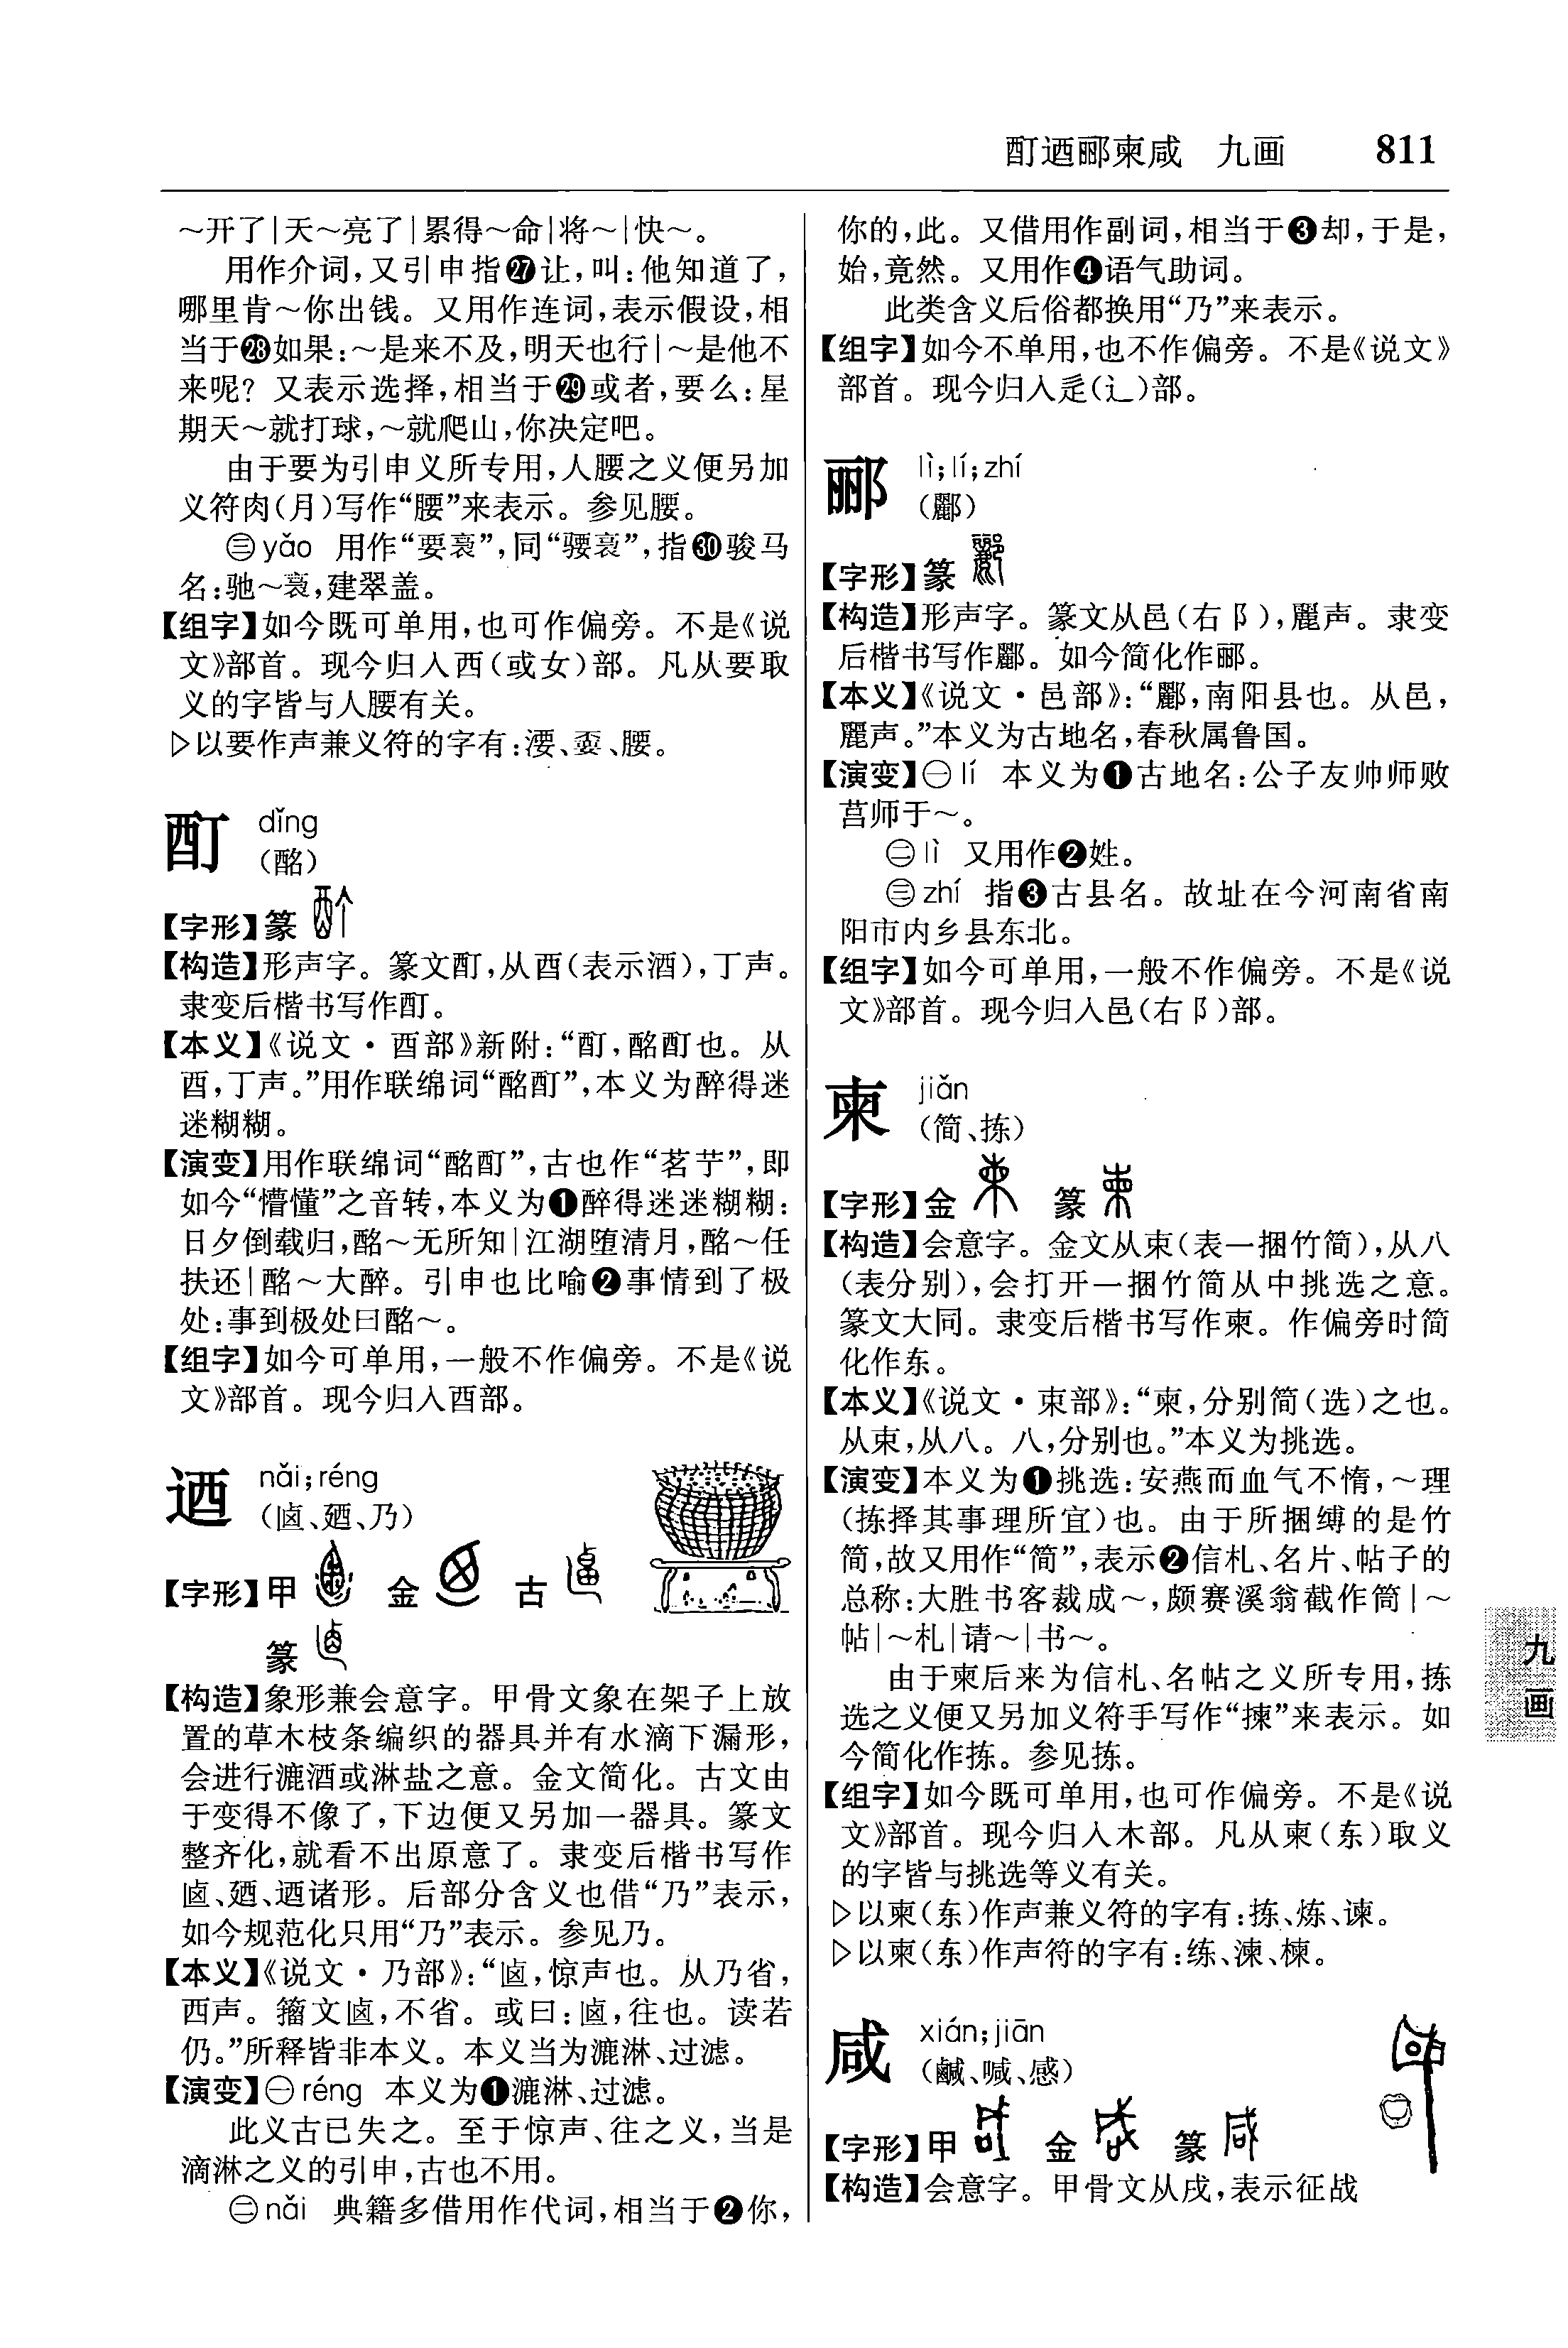 酊迺郦柬咸　九画　811
～开了|天～亮了|累得～命|将～|快～。
用作介词,又引申指㉗让,叫:他知道了,
哪里肯～你出钱。又用作连词,表示假设,相
当于㉘如果:～是来不及,明天也行|～是他不
来呢? 又表示选择,相当于㉙或者,要么:星
期天～就打球,～就爬山,你决定吧。
由于要为引申义所专用,人腰之义便另加
义符肉(月)写作“腰”来表示。参见腰。
㊂yǎo 用作“要褭”,同“骎褭”,指㉚骏马
名:驰～褭,建翠盖。
【组字】如今既可单用,也可作偏旁。不是《说
文》部首。现今归入西(或女)部。凡从要取
义的字皆与人腰有关。
▷以要作声兼义符的字有:㴩、嫑、腰。
酊 dǐng
(酩)
【字形】篆
【构造】形声字。篆文酊,从酉(表示酒),丁声。
隶变后楷书写作酊。
【本义】《说文·酉部》新附:“酊,酩酊也。从
酉,丁声。”用作联绵词“酩酊”,本义为醉得迷
迷糊糊。
【演变】用作联绵词“酩酊”,古也作“茗艼”,即
如今“懵懂”之音转,本义为❶醉得迷迷糊糊:
日夕倒载归,酩～无所知|江湖堕清月,酩～任
扶还|酩～大醉。引申也比喻❷事情到了极
处:事到极处曰酩～。
【组字】如今可单用,一般不作偏旁。不是《说
文》部首。现今归入酉部。
迺 nǎi;réng
(卥、廼、乃)
【字形】甲 金 古
篆
【构造】象形兼会意字。甲骨文象在架子上放
置的草木枝条编织的器具并有水滴下漏形,
会进行漉酒或淋盐之意。金文简化。古文由
于变得不像了,下边便又另加一器具。篆文
整齐化,就看不出原意了。隶变后楷书写作
卥、廼、迺诸形。后部分含义也借“乃”表示,
如今规范化只用“乃”表示。参见乃。
【本义】《说文·乃部》:“卥,惊声也。从乃省,
西声。籀文卥,不省。或曰:卥,往也。读若
仍。”所释皆非本义。本义当为漉淋、过滤。
【演变】㊀réng 本义为❶漉淋、过滤。
此义古已失之。至于惊声、往之义,当是
滴淋之义的引申,古也不用。
㊁nǎi 典籍多借用作代词,相当于❷你,
你的,此。又借用作副词,相当于❸却,于是,
始,竟然。又用作❹语气助词。
此类含义后俗都换用“乃”来表示。
【组字】如今不单用,也不作偏旁。不是《说文》
部首。现今归入辵(辶)部。
郦 lì;lí;zhí
(酈)
【字形】篆
【构造】形声字。篆文从邑(右阝),麗声。隶变
后楷书写作酈。如今简化作郦。
【本义】《说文·邑部》:“酈,南阳县也。从邑,
麗声。”本义为古地名,春秋属鲁国。
【演变】㊀lí 本义为❶古地名:公子友帅师败
莒师于～。
㊁lì 又用作❷姓。
㊂zhí 指❸古县名。故址在今河南省南
阳市内乡县东北。
【组字】如今可单用,一般不作偏旁。不是《说
文》部首。现今归入邑(右阝)部。
柬 jiǎn
(简、拣)
【字形】金 篆
【构造】会意字。金文从束(表一捆竹简),从八
(表分别),会打开一捆竹简从中挑选之意。
篆文大同。隶变后楷书写作柬。作偏旁时简
化作东。
【本义】《说文·束部》:“柬,分别简(选)之也。
从束,从八。八,分别也。”本义为挑选。
【演变】本义为❶挑选:安燕而血气不惰,～理
(拣择其事理所宜)也。由于所捆缚的是竹
简,故又用作“简”,表示❷信札、名片、帖子的
总称:大胜书客裁成～,颇赛溪翁截作筒|～
帖|～札|请～|书～。
由于柬后来为信札、名帖之义所专用,拣
选之义便又另加义符手写作“揀”来表示。如
今简化作拣。参见拣。
【组字】如今既可单用,也可作偏旁。不是《说
文》部首。现今归入木部。凡从柬(东)取义
的字皆与挑选等义有关。
▷以柬(东)作声兼义符的字有:拣、炼、谏。
▷以柬(东)作声符的字有:练、湅、楝。
咸 xián;jiān
(鹹、喊、感)
【字形】甲 金 篆
【构造】会意字。甲骨文从戌,表示征战
九
画